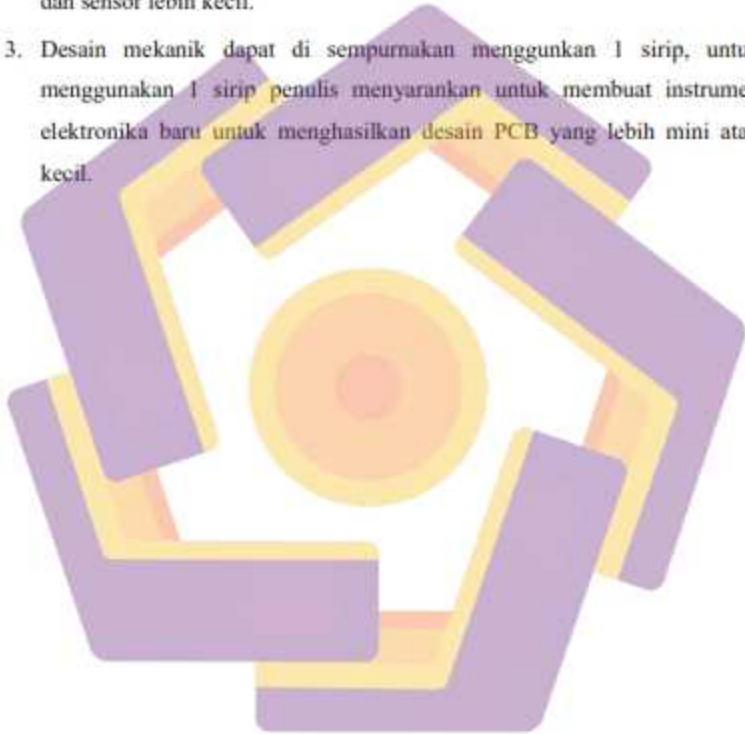 dan sensor lebih kecil.
3. Desain mekanik dapat di sempurnakan menggunkan 1 sirip, untu
menggunakan 1 sirip penulis menyarankan untuk membuat instrume
elektronika baru untuk menghasilkan desain PCB yang lebih mini ata
kecil.